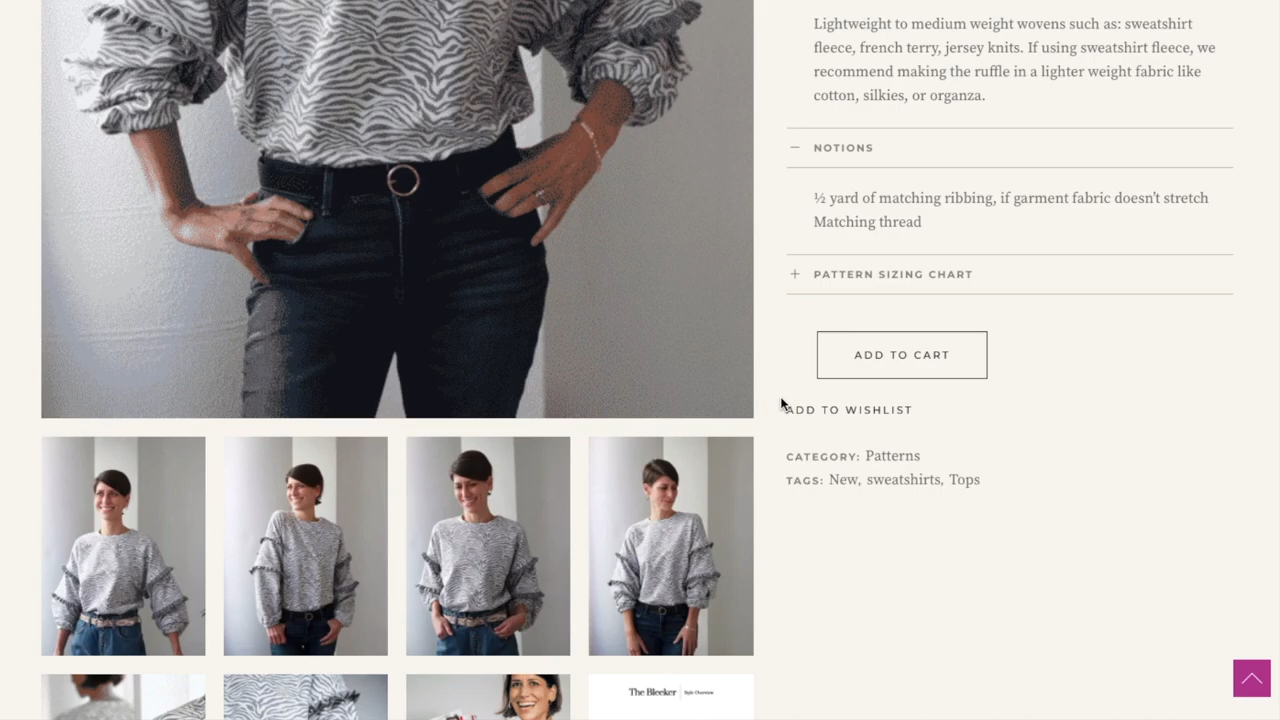 Lightweight to medium weight wovens such as: sweatshirt
fleece, french terry, jersey knits. If using sweatshirt fleece, we
recommend making the ruffle in a lighter weight fabric like
cotton, silkies, or organza.
NOTIONS
½ yard of matching ribbing, if garment fabric doesn't stretch
Matching thread
PATTERN SIZING CHART
ADD TO CART
ADD TO WISHLIST
CATEGORY: Patterns
TAGS: New, sweatshirts, Tops
The Bleecker Style Overview